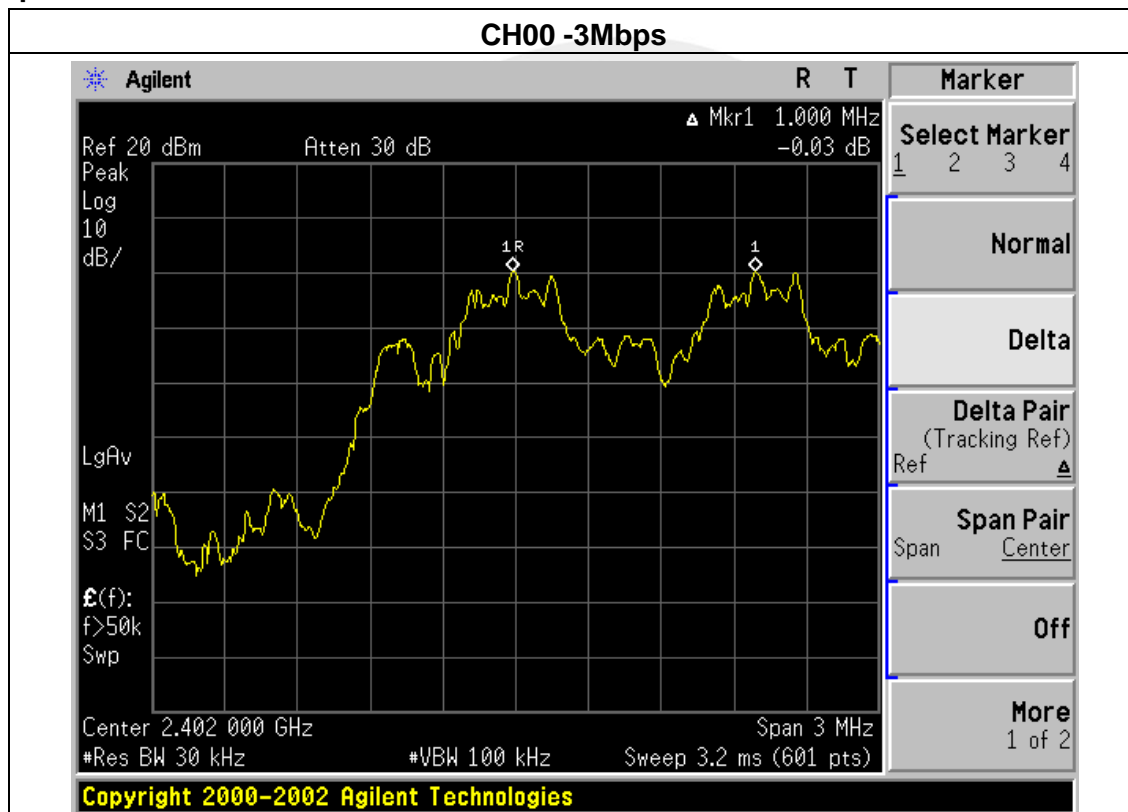 CH00 -3Mbps
Agilent R T Marker
Δ Mkr1 1.000 MHz
Ref 20 dBm Atten 30 dB -0.03 dB
Peak
Log
10
dB/
1R 1
LgAv
M1 S2
S3 FC
£(f):
f>50k
Swp
Center 2.402 000 GHz Span 3 MHz
#Res BW 30 kHz #VBW 100 kHz Sweep 3.2 ms (601 pts)
Copyright 2000-2002 Agilent Technologies
Select Marker
1 2 3 4
Normal
Delta
Delta Pair
(Tracking Ref)
Ref Δ
Span Pair
Span Center
Off
More
1 of 2